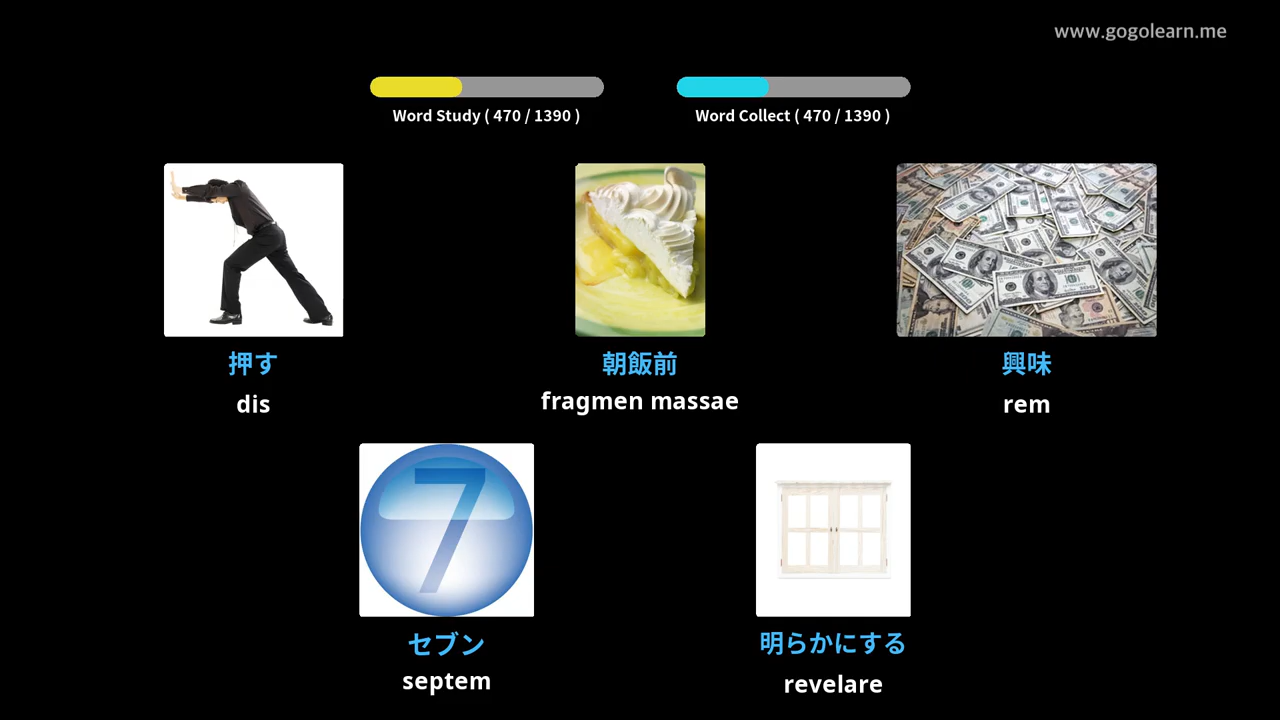 www.gogolearn.me
Word Study ( 470 / 1390 )
Word Collect ( 470 / 1390 )
押す
dis
朝飯前
fragmen massae
興味
rem
7
セブン
septem
明らかにする
revelare